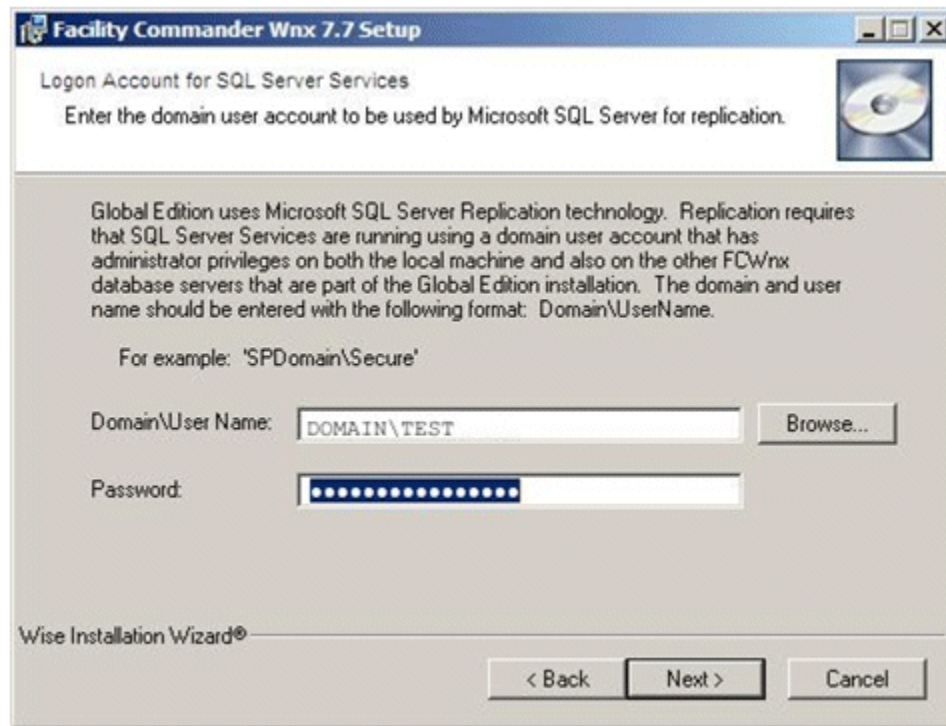 Facility Commander Wnx 7.7 Setup
Logon Account for SQL Server Services
Enter the domain user account to be used by Microsoft SQL Server for replication.
Global Edition uses Microsoft SQL Server Replication technology.  Replication requires
that SQL Server Services are running using a domain user account that has
administrator privileges on both the local machine and also on the other FCWnx
database servers that are part of the Global Edition installation.  The domain and user
name should be entered with the following format:  Domain\UserName.
For example:  'SPDomain\Secure'
Domain\User Name: DOMAIN\TEST Browse...
Password: ••••••••••••••••
Wise Installation Wizard®
< Back Next > Cancel